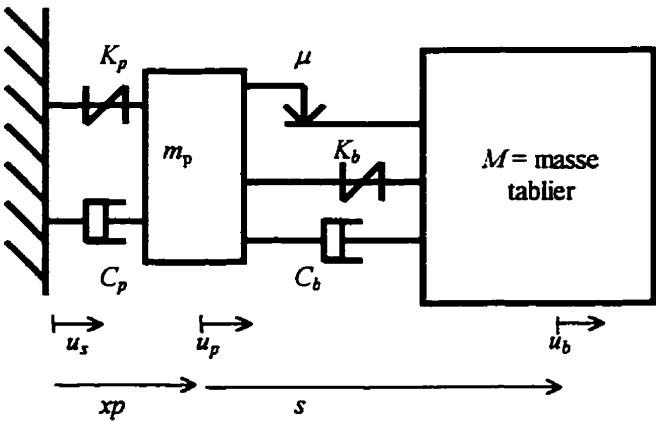 K_p
μ
m_p
K_b
M = masse
tablier
C_p
C_b
u_s
u_p
u_b
xp
s